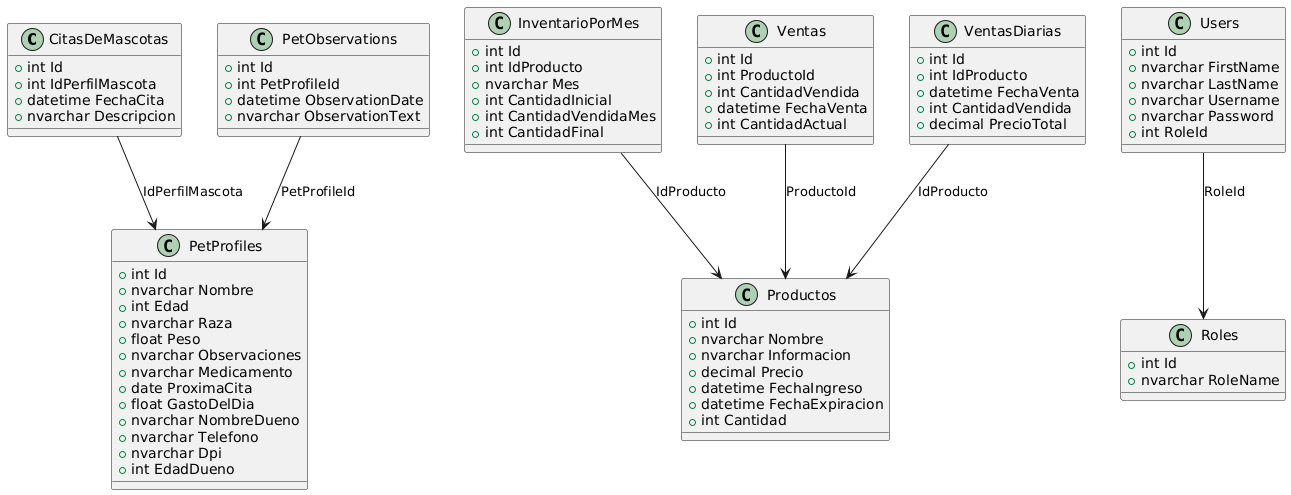 C CitasDeMascotas
int Id
int IdPerfilMascota
datetime FechaCita
nvarchar Descripcion
C PetObservations
int Id
int PetProfileId
datetime ObservationDate
nvarchar ObservationText
C InventarioPorMes
int Id
int IdProducto
nvarchar Mes
int CantidadInicial
int CantidadVendidaMes
int CantidadFinal
C Ventas
int Id
int ProductoId
int CantidadVendida
datetime FechaVenta
int CantidadActual
C VentasDiarias
int Id
int IdProducto
datetime FechaVenta
int CantidadVendida
decimal PrecioTotal
C Users
int Id
nvarchar FirstName
nvarchar LastName
nvarchar Username
nvarchar Password
int RoleId
IdPerfilMascota
PetProfileId
IdProducto
ProductoId
IdProducto
RoleId
C PetProfiles
int Id
nvarchar Nombre
int Edad
nvarchar Raza
float Peso
nvarchar Observaciones
nvarchar Medicamento
date ProximaCita
float GastoDelDia
nvarchar NombreDueno
nvarchar Telefono
nvarchar Dpi
int EdadDueno
C Productos
int Id
nvarchar Nombre
nvarchar Informacion
decimal Precio
datetime FechaIngreso
datetime FechaExpiracion
int Cantidad
C Roles
int Id
nvarchar RoleName